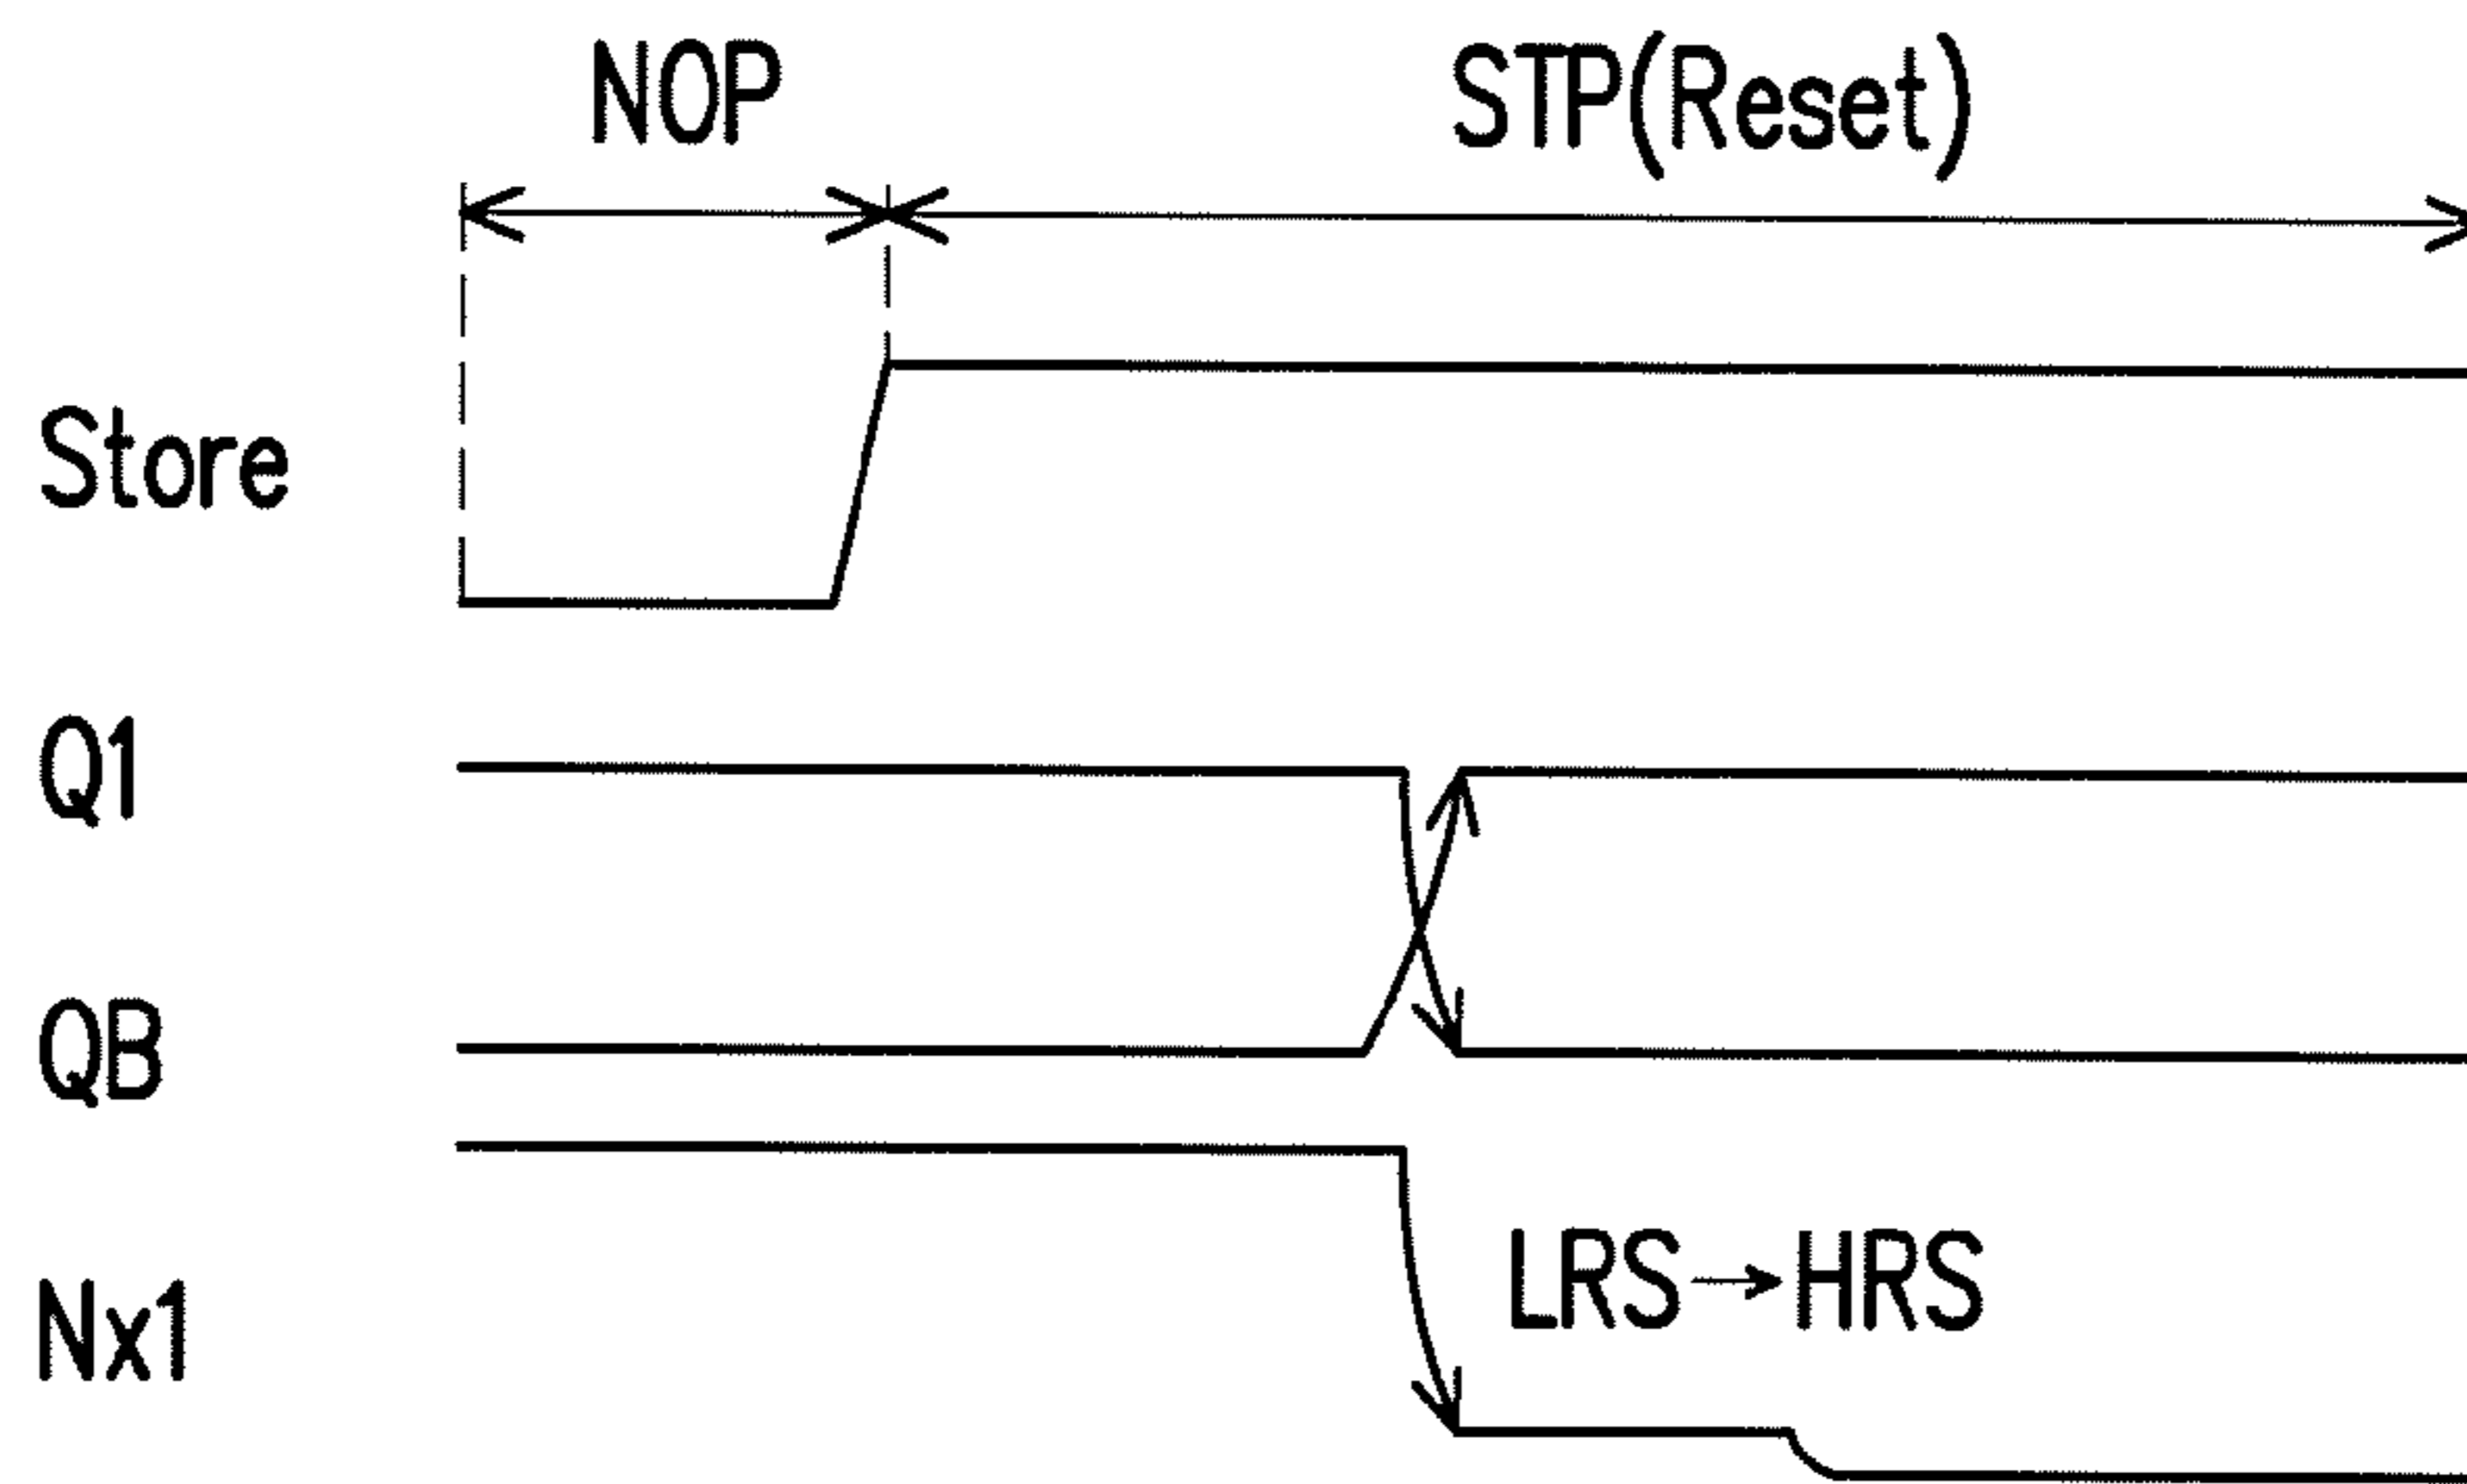 NOP STP(Reset)
Store
Q1
QB
LRS→HRS
Nx1